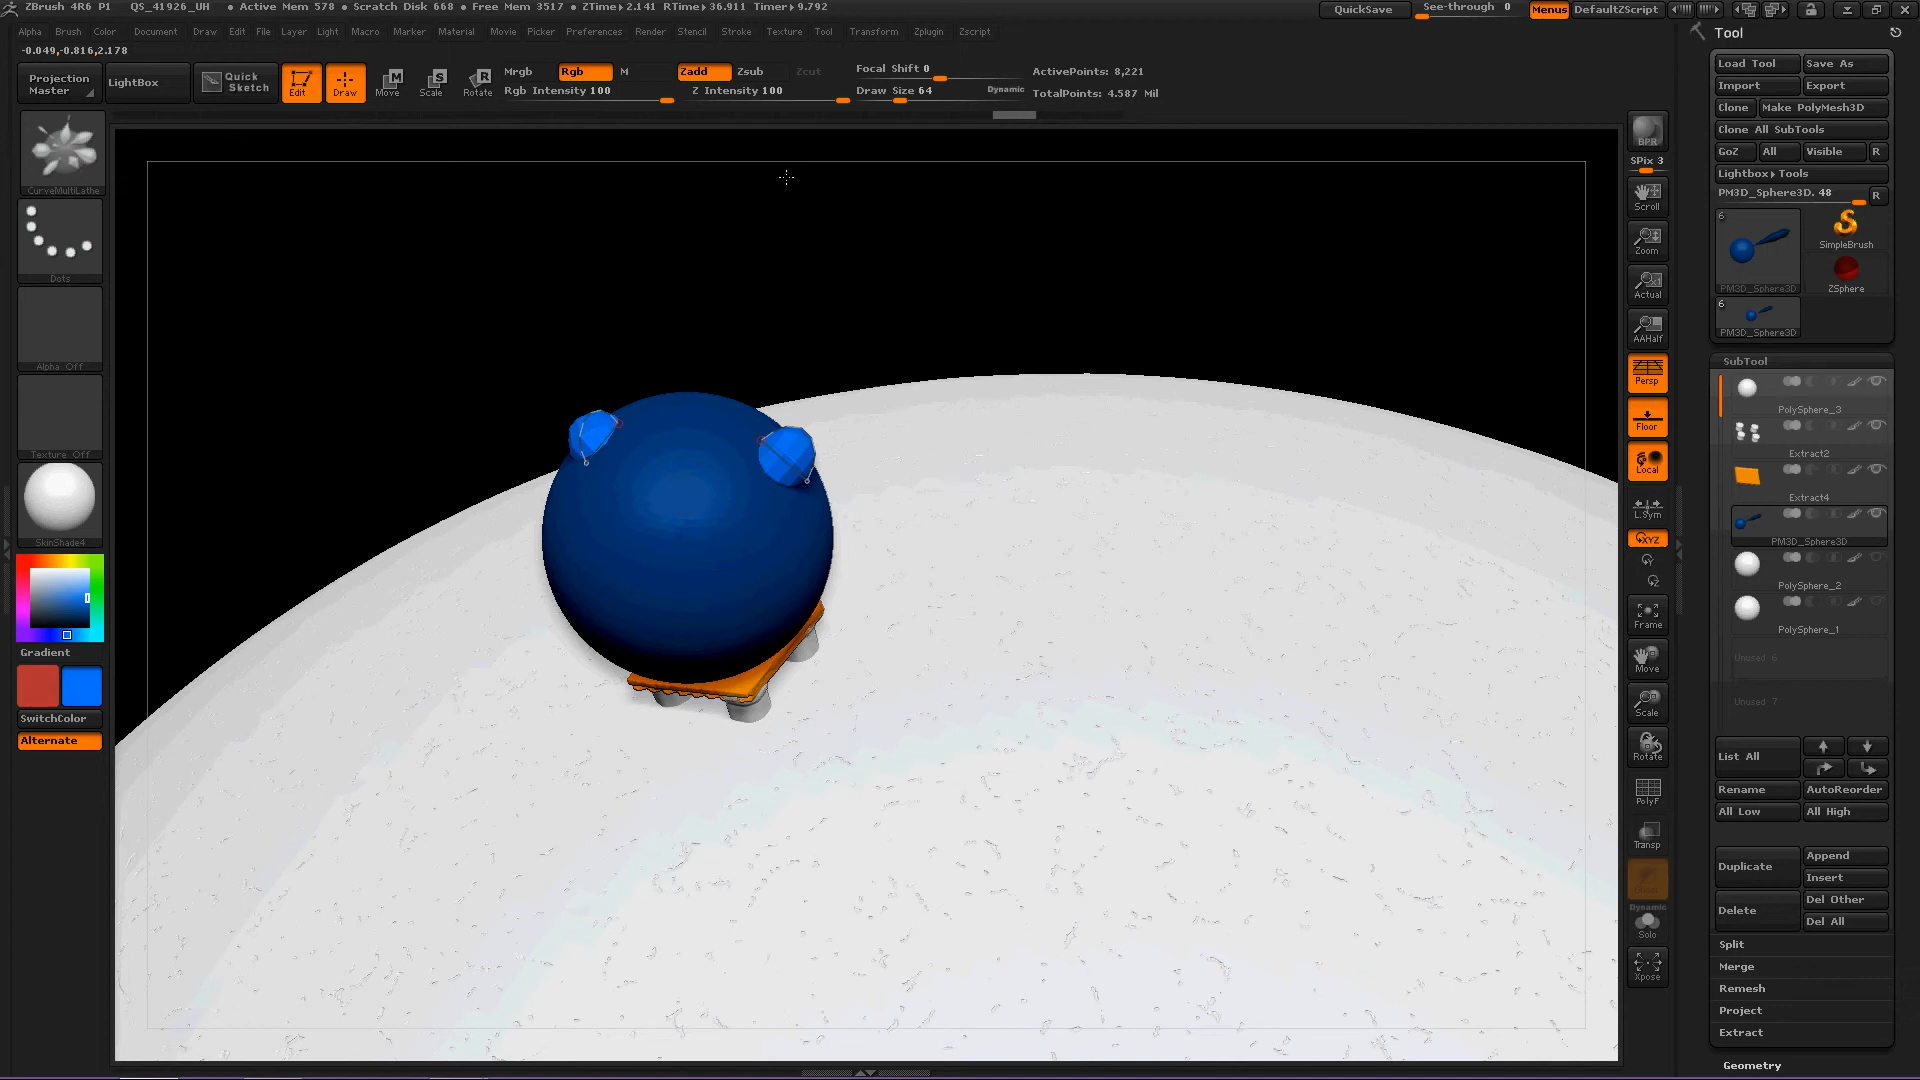 ZBrush 4R6 P1 QS_41926_UH • Active Mem 578 • Scratch Disk 668 • Free Mem 3517 • ZTime▸2.141 RTime▸36.911 Timer▸9.792
QuickSave
See-through 0
Menus
DefaultZScript
Alpha Brush Color Document Draw Edit File Layer Light Macro Marker Material Movie Picker Preferences Render Stencil Stroke Texture Tool Transform Zplugin Zscript
-0.049,-0.816,2.178
Projection Master
LightBox
Quick Sketch
Edit
Draw
Move
Scale
Rotate
Mrgb Rgb M
Rgb Intensity 100
Zadd Zsub Zcut
Z Intensity 100
Focal Shift 0
Draw Size 64
Dynamic
ActivePoints: 8,221
TotalPoints: 4.587 Mil
CurveMultiLathe
Dots
Alpha Off
Texture Off
SkinShade4
Gradient
SwitchColor
Alternate
BPR
SPix 3
Scroll
Zoom
Actual
AAHalf
Persp
Floor
Local
L.Sym
XYZ
Frame
Move
Scale
Rotate
PolyF
Transp
Dynamic
Solo
Xpose
Tool
Load Tool Save As
Import Export
Clone Make PolyMesh3D
Clone All SubTools
GoZ All Visible R
Lightbox▸Tools
PM3D_Sphere3D. 48 R
6
PM3D_Sphere3D
SimpleBrush
ZSphere
6
PM3D_Sphere3D
SubTool
PolySphere_3
Extract2
Extract4
PM3D_Sphere3D
PolySphere_2
PolySphere_1
Unused 6
Unused 7
List All
Rename AutoReorder
All Low All High
Duplicate
Append
Insert
Delete
Del Other
Del All
Split
Merge
Remesh
Project
Extract
Geometry